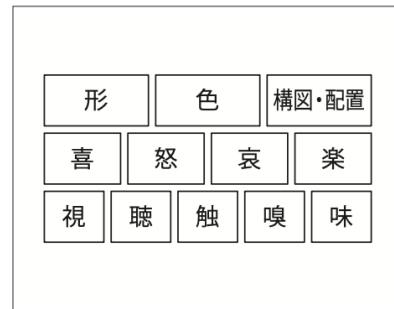 形 色 構図・配置
喜 怒 哀 楽
視 聴 触 嗅 味